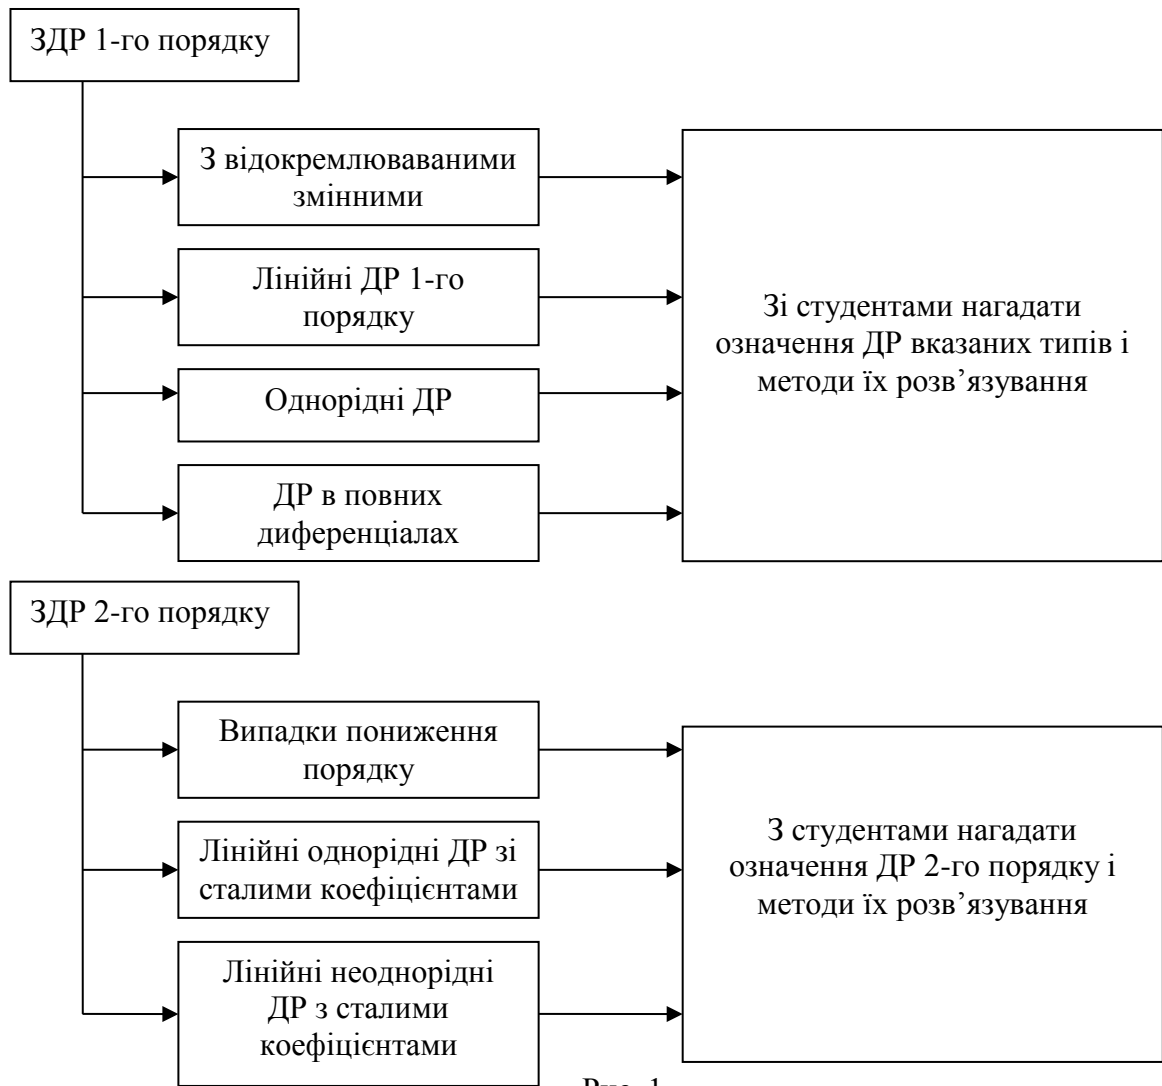 ЗДР 1-го порядку
З відокремлюваваними
змінними
Лінійні ДР 1-го
порядку
Однорідні ДР
ДР в повних
диференціалах
Зі студентами нагадати
означення ДР вказаних типів і
методи їх розв’язування
ЗДР 2-го порядку
Випадки пониження
порядку
Лінійні однорідні ДР зі
сталими коефіцієнтами
Лінійні неоднорідні
ДР з сталими
коефіцієнтами
З студентами нагадати
означення ДР 2-го порядку і
методи їх розв’язування